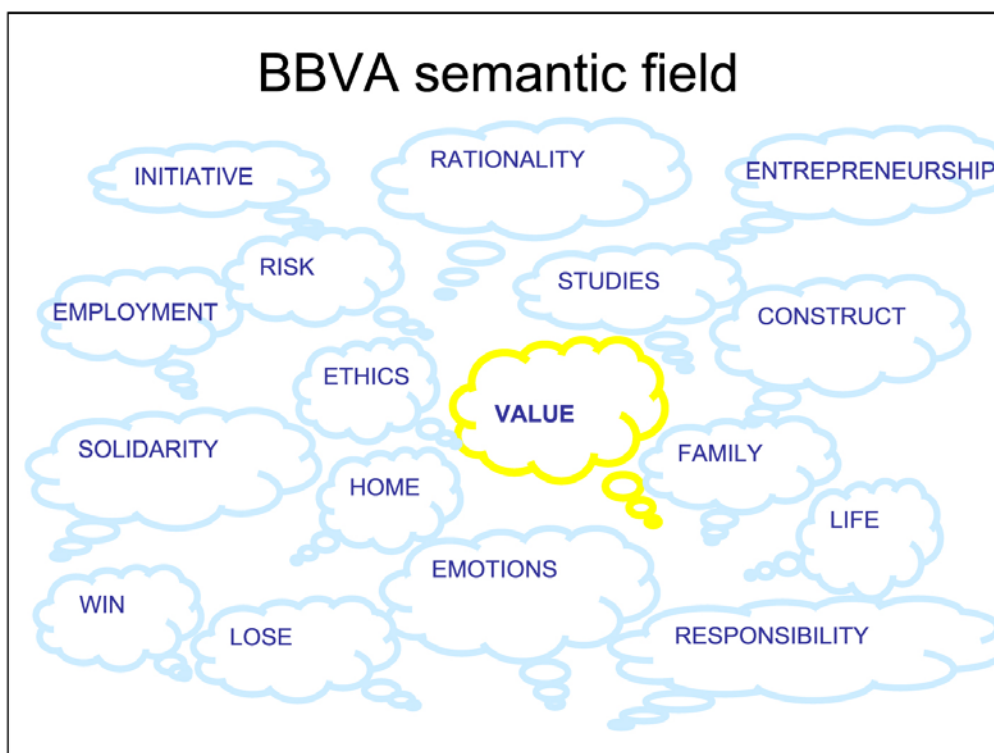 BBVA semantic field
INITIATIVE
RATIONALITY
ENTREPRENEURSHIP
RISK
STUDIES
EMPLOYMENT
CONSTRUCT
ETHICS
VALUE
SOLIDARITY
FAMILY
HOME
LIFE
EMOTIONS
WIN
LOSE
RESPONSIBILITY